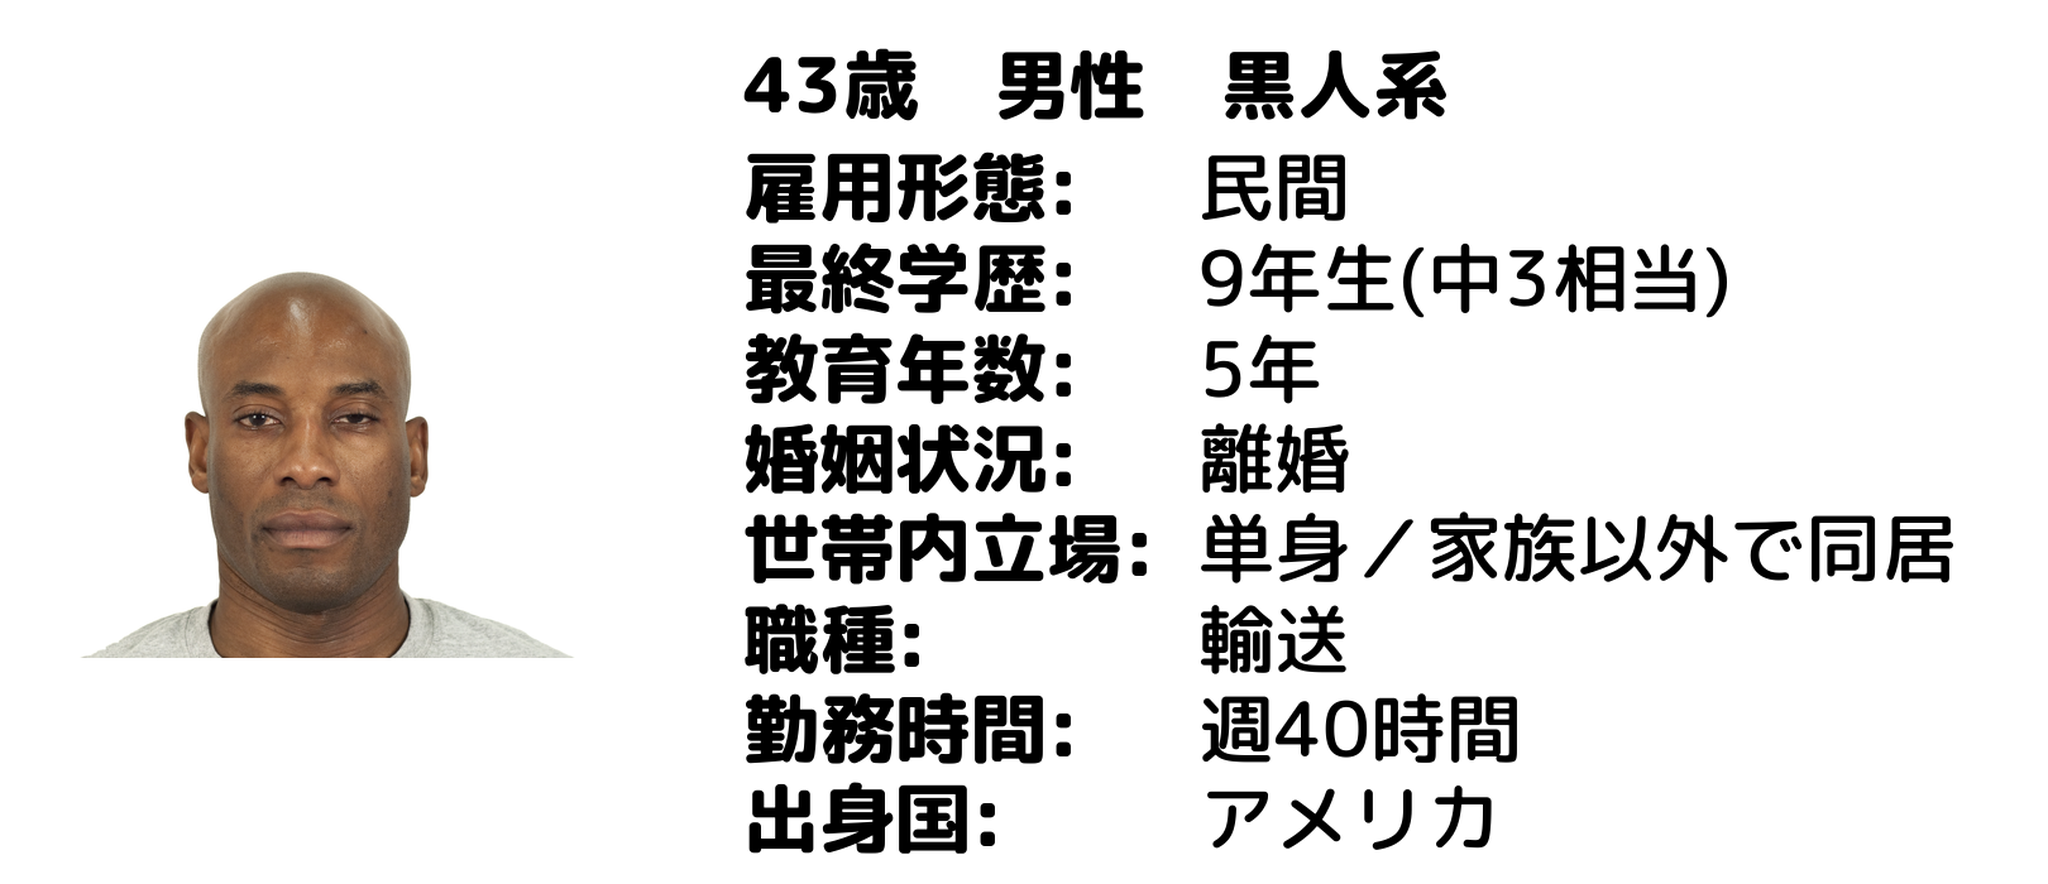 43歳　男性　黒人系
雇用形態: 民間
最終学歴: 9年生(中3相当)
教育年数: 5年
婚姻状況: 離婚
世帯内立場: 単身／家族以外で同居
職種: 輸送
勤務時間: 週40時間
出身国: アメリカ